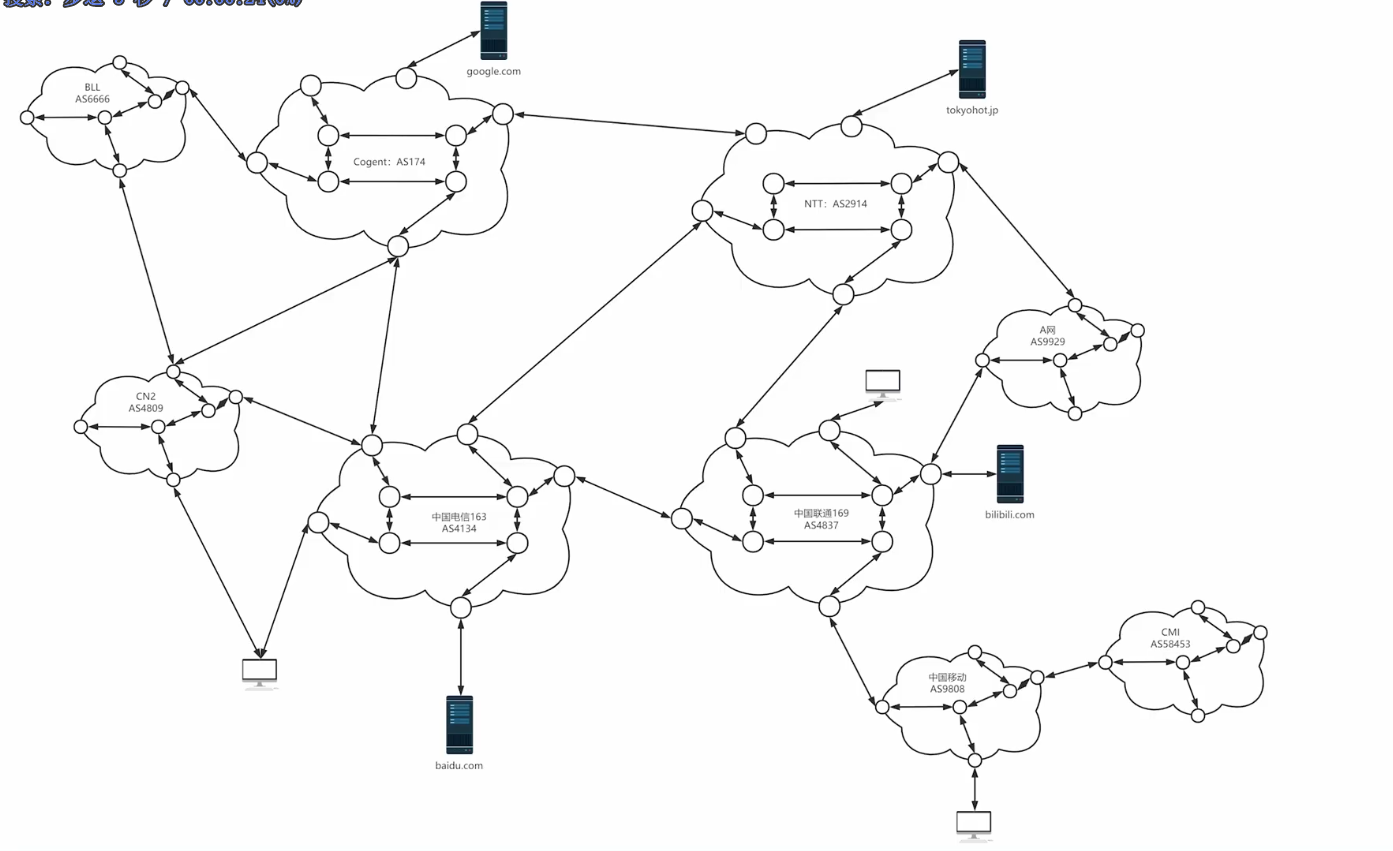 google.com
BLL
AS6666
tokyohot.jp
Cogent：AS174
NTT：AS2914
A网
AS9929
CN2
AS4809
中国电信163
AS4134
中国联通169
AS4837
bilibili.com
CMI
AS58453
中国移动
AS9808
baidu.com